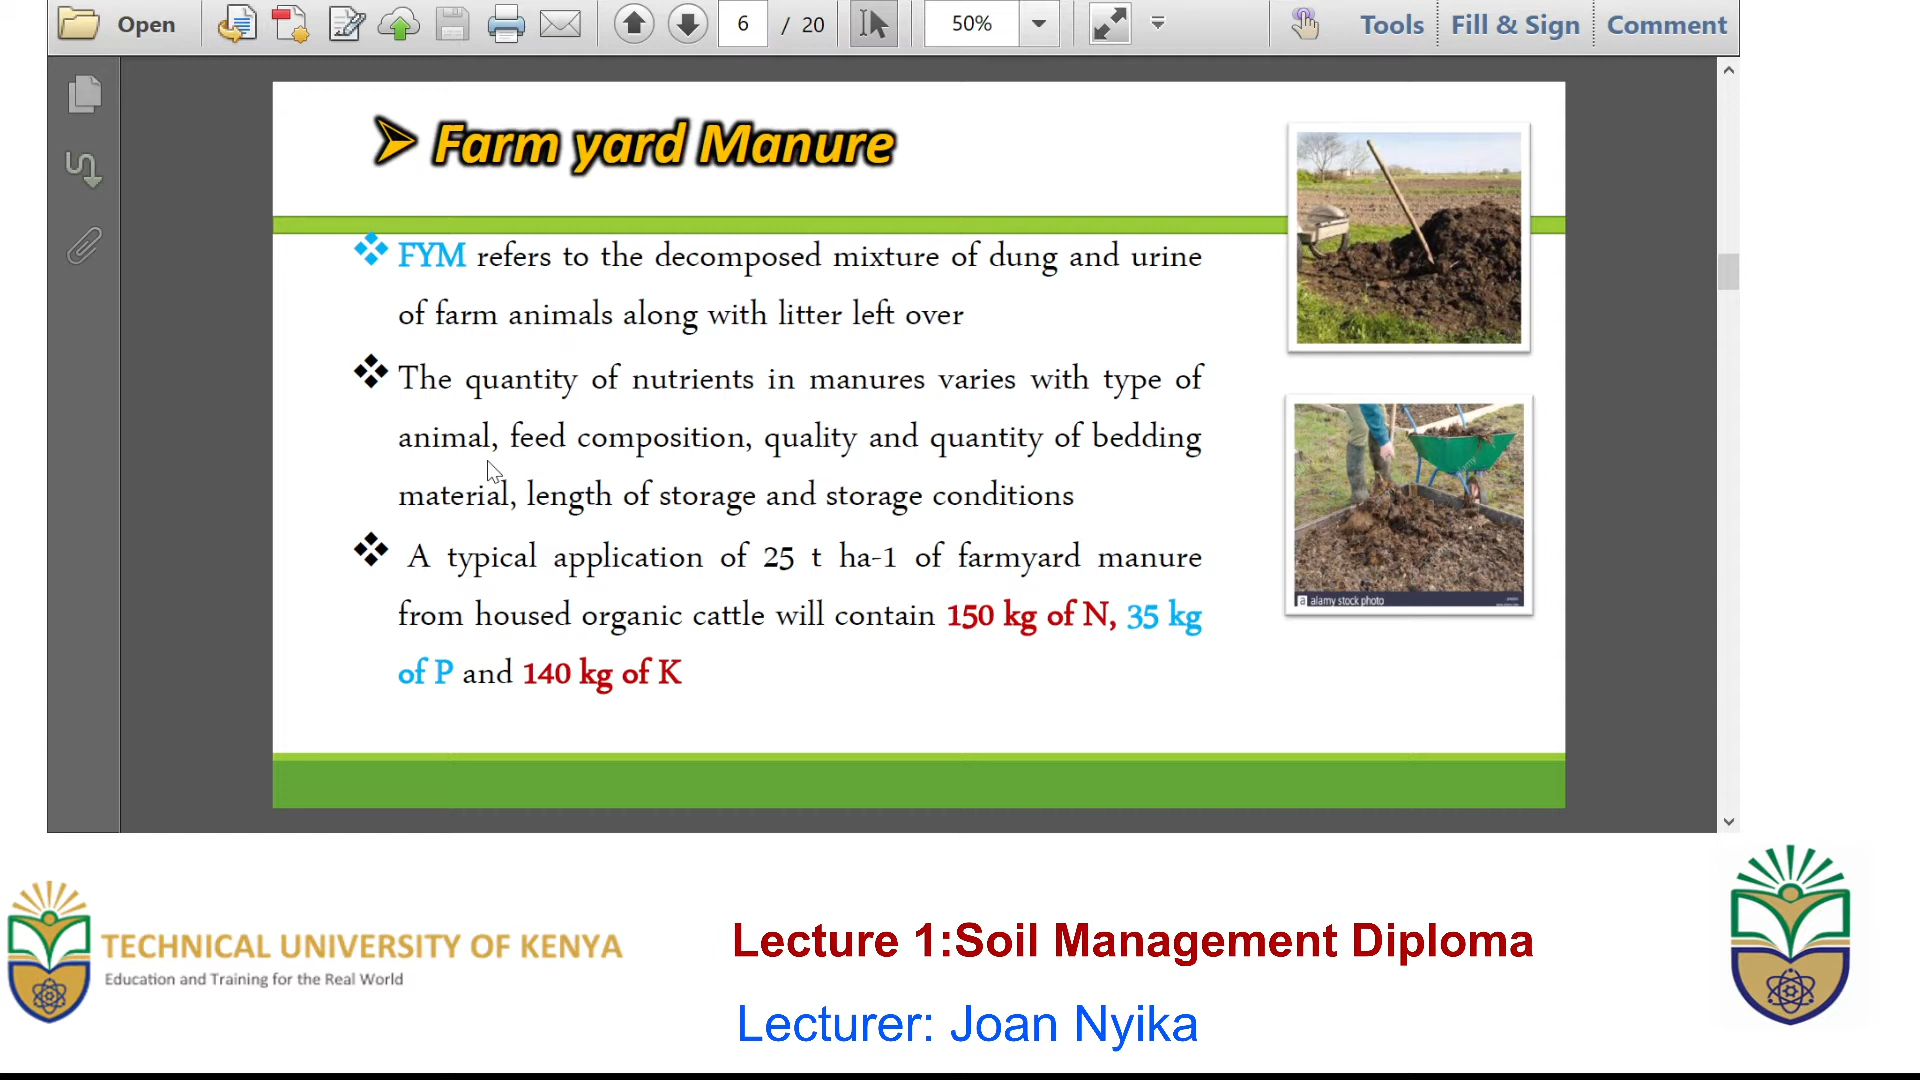 Open
6 / 20
50%
Tools
Fill & Sign
Comment
Farm yard Manure
FYM refers to the decomposed mixture of dung and urine
of farm animals along with litter left over
The quantity of nutrients in manures varies with type of
animal, feed composition, quality and quantity of bedding
material, length of storage and storage conditions
A typical application of 25 t ha-1 of farmyard manure
from housed organic cattle will contain 150 kg of N, 35 kg
of P and 140 kg of K
alamy
a alamy stock photo
TECHNICAL UNIVERSITY OF KENYA
Education and Training for the Real World
Lecture 1:Soil Management Diploma
Lecturer: Joan Nyika